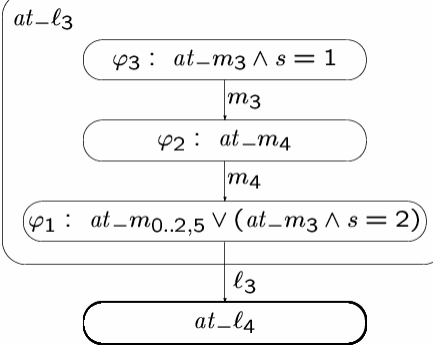 at_ℓ3
φ3 : at_m3 ∧ s = 1
m3
φ2 : at_m4
m4
φ1 : at_m0..2,5 ∨ (at_m3 ∧ s = 2)
ℓ3
at_ℓ4